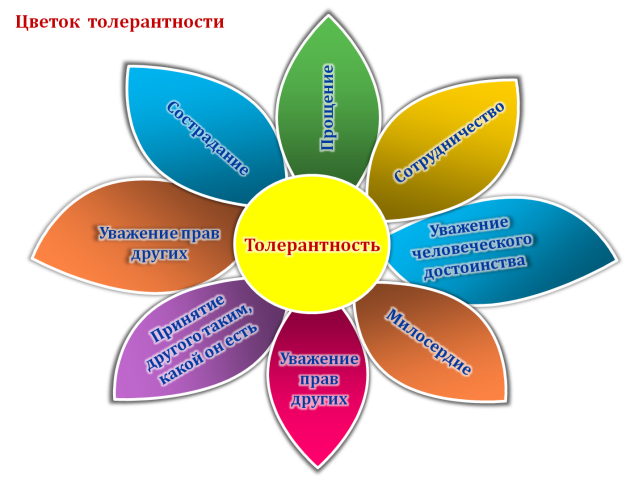 Цветок толерантности
Прощение
Сотрудничество
Уважение
человеческого
достоинства
Милосердие
Уважение
прав
других
Принятие
другого таким,
какой он есть
Уважение прав
других
Сострадание
Толерантность